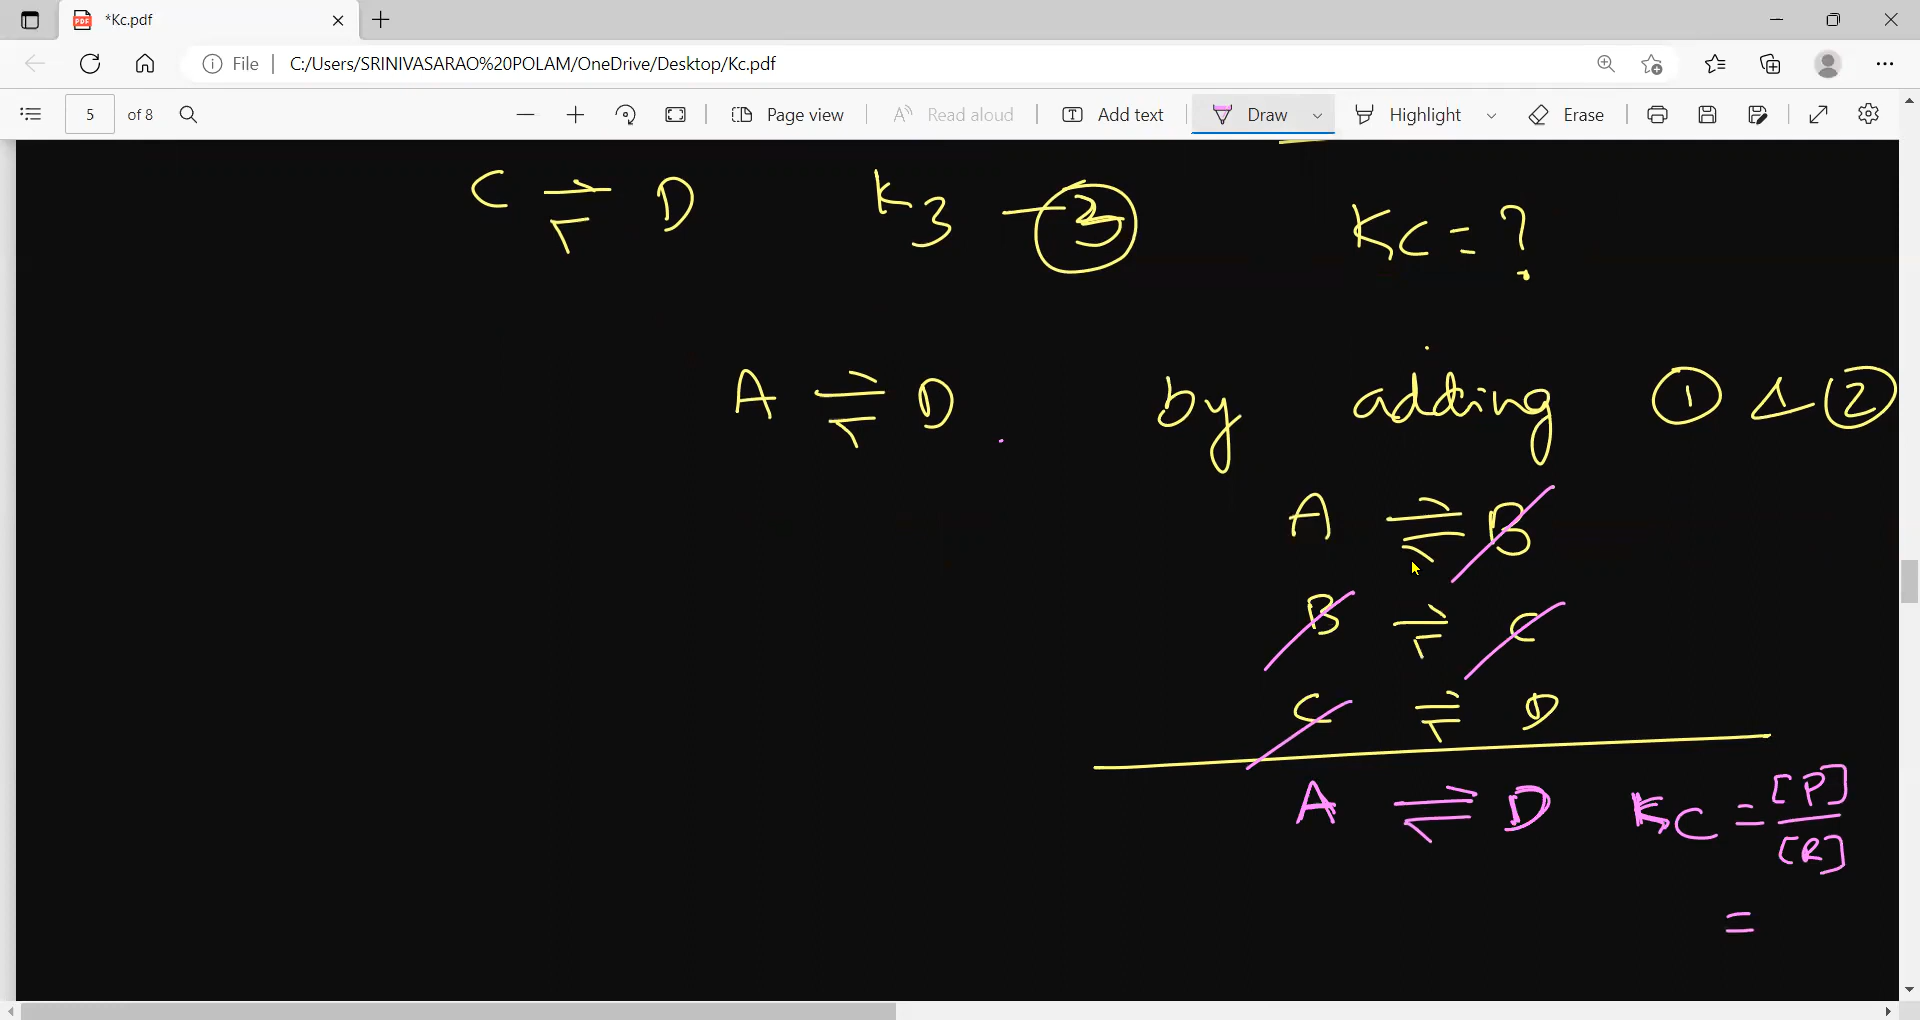 *Kc.pdf
File C:/Users/SRINIVASARAO%20POLAM/OneDrive/Desktop/Kc.pdf
5 of 8 Page view Read aloud Add text Draw Highlight Erase
C ⇌ D K3 — 3
KC = ?
A ⇌ D by adding 1 & 2
A ⇌ B
B ⇌ C
C ⇌ D
A ⇌ D KC = [P]/[R]
=